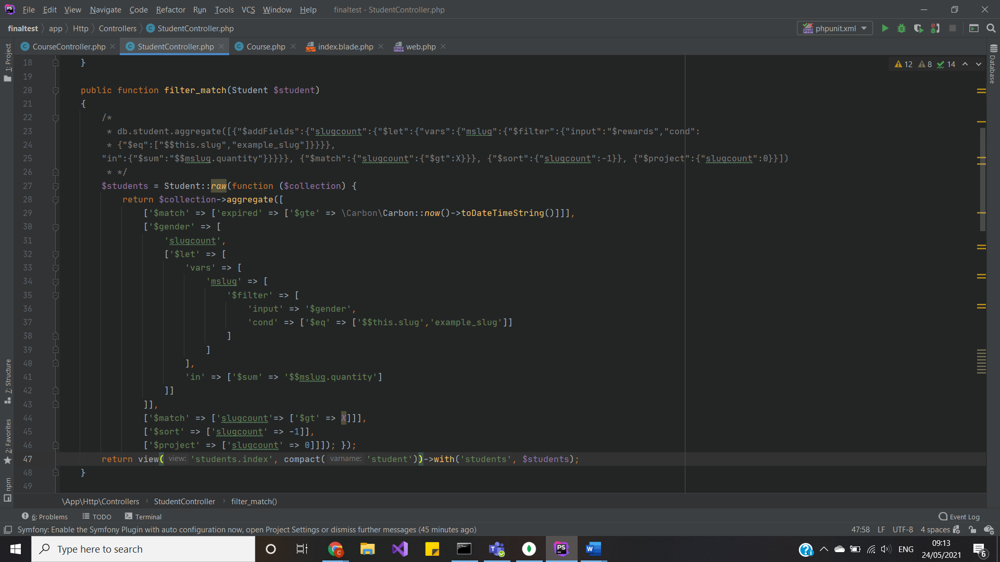 File Edit View Navigate Code Refactor Run Tools VCS Window Help finaltest - StudentController.php
finaltest app Http Controllers StudentController.php phpunit.xml
CourseController.php StudentController.php Course.php index.blade.php web.php
1: Project
7: Structure
2: Favorites
npm
Database
12 8 14
18 }
19
20 public function filter_match(Student $student)
21 {
22 /*
23 * db.student.aggregate([{"$addFields":{"slugcount":{"$let":{"vars":{"mslug":{"$filter":{"input":"$rewards","cond":
24 * {"$eq":["$$this.slug","example_slug"]}}}},
25 "in":{"$sum":"$$mslug.quantity"}}}}}, {"$match":{"slugcount":{"$gt":X}}}, {"$sort":{"slugcount":-1}}, {"$project":{"slugcount":0}}])
26 * */
27 $students = Student::raw(function ($collection) {
28 return $collection->aggregate([
29 ['$match' => ['expired' => ['$gte' => \Carbon\Carbon::now()->toDateTimeString()]]],
30 ['$gender' => [
31 'slugcount',
32 ['$let' => [
33 'vars' => [
34 'mslug' => [
35 '$filter' => [
36 'input' => '$gender',
37 'cond' => ['$eq' => ['$$this.slug','example_slug']]
38 ]
39 ]
40 ],
41 'in' => ['$sum' => '$$mslug.quantity']
42 ]]
43 ]],
44 ['$match' => ['slugcount'=> ['$gt' => X]]],
45 ['$sort' => ['slugcount' => -1]],
46 ['$project' => ['slugcount' => 0]]]); });
47 return view( view: 'students.index', compact( varname: 'student'))->with('students', $students);
48 }
49
\App\Http\Controllers StudentController filter_match()
6: Problems TODO Terminal Event Log
Symfony: Enable the Symfony Plugin with auto configuration now, open Project Settings or dismiss further messages (45 minutes ago) 47:58 LF UTF-8 4 spaces
Type here to search ENG 09:13
24/05/2021
6